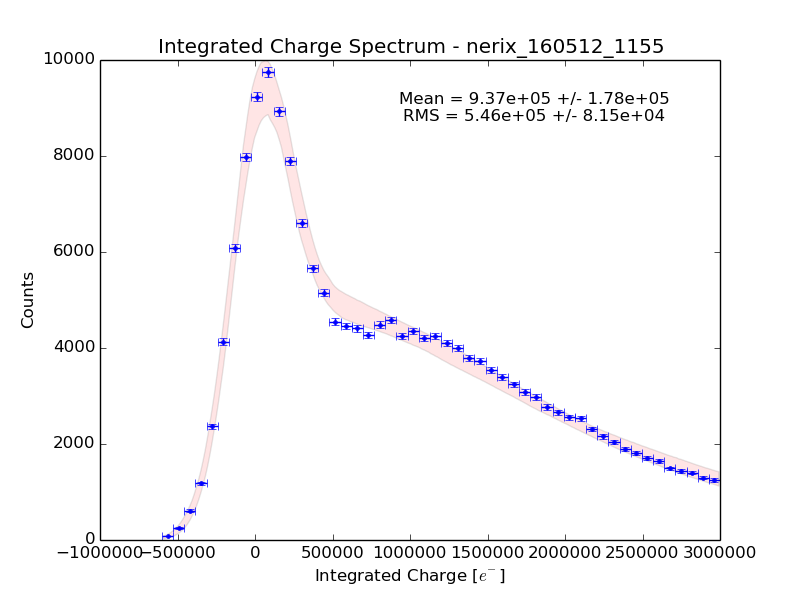 Integrated Charge Spectrum - nerix_160512_1155
10000
Mean = 9.37e+05 +/- 1.78e+05
RMS = 5.46e+05 +/- 8.15e+04
8000
6000
Counts
4000
2000
0
−1000000 −500000 0 500000 1000000 1500000 2000000 2500000 3000000
Integrated Charge [e⁻]